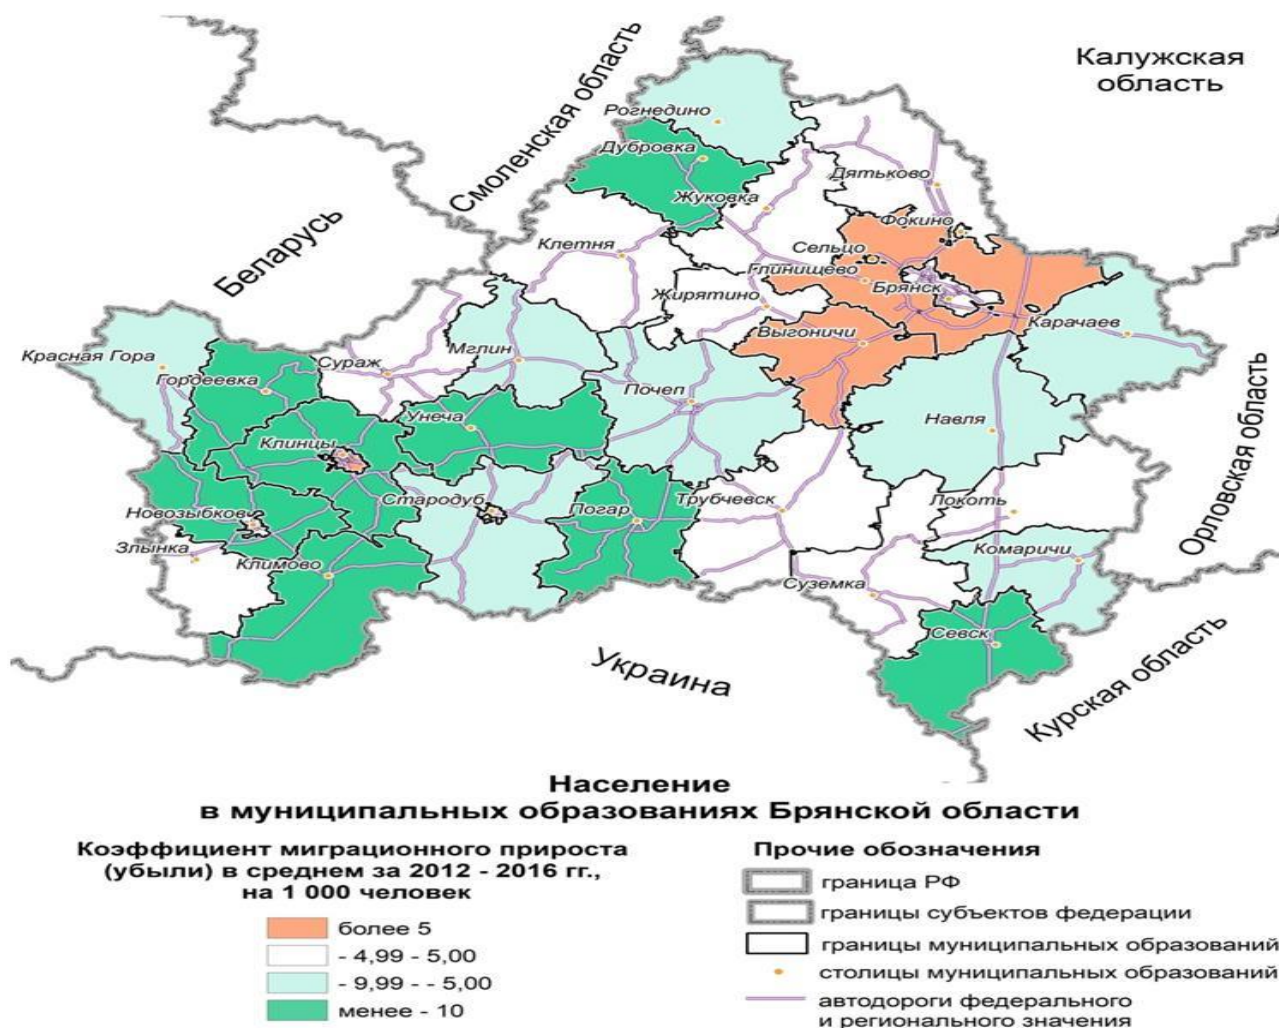 Калужская
область
Смоленская область
Рогнедино
Дубровка
Дятьково
Жуковка
Фокино
Клетня
Сельцо
Беларусь
Глинищево
Брянск
Жирятино
Карачаев
Выгоничи
Красная Гора
Сураж
Мглин
Гордеевка
Почеп
Унеча
Навля
Клинцы
Орловская область
Стародуб
Погар
Трубчевск
Локоть
Новозыбков
Злынка
Климово
Комаричи
Суземка
Севск
Украина
Курская область
Население
в муниципальных образованиях Брянской области
Коэффициент миграционного прироста
(убыли) в среднем за 2012 - 2016 гг.,
на 1 000 человек
более 5
- 4,99 - 5,00
- 9,99 - - 5,00
менее - 10
Прочие обозначения
граница РФ
границы субъектов федерации
границы муниципальных образований
столицы муниципальных образований
автодороги федерального
и регионального значения